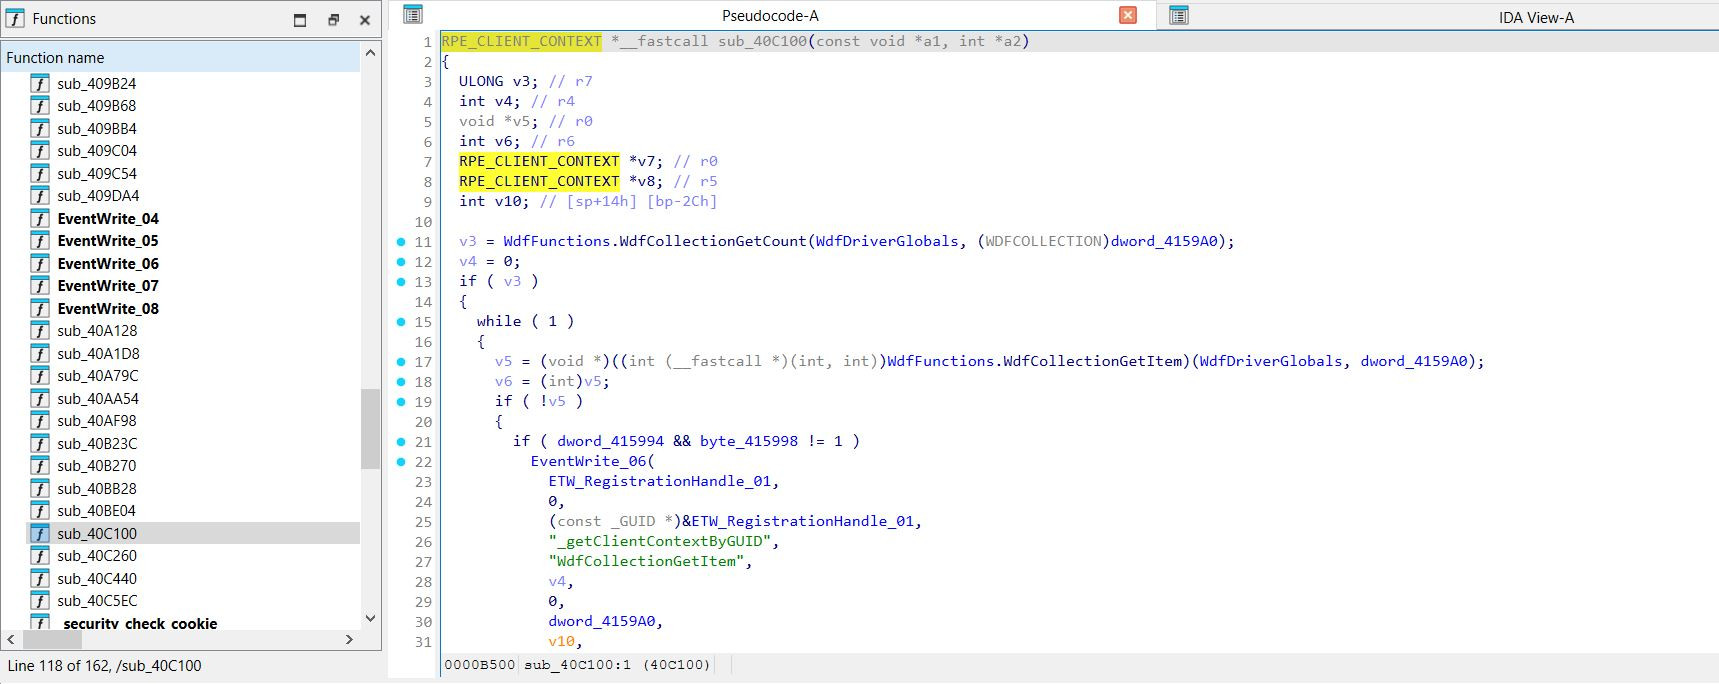 Functions
Function name
sub_409B24
sub_409B68
sub_409BB4
sub_409C04
sub_409C54
sub_409DA4
EventWrite_04
EventWrite_05
EventWrite_06
EventWrite_07
EventWrite_08
sub_40A128
sub_40A1D8
sub_40A79C
sub_40AA54
sub_40AF98
sub_40B23C
sub_40B270
sub_40BB28
sub_40BE04
sub_40C100
sub_40C260
sub_40C440
sub_40C5EC
security check cookie
Line 118 of 162, /sub_40C100
Pseudocode-A
IDA View-A
1 RPE_CLIENT_CONTEXT *__fastcall sub_40C100(const void *a1, int *a2)
2 {
3 ULONG v3; // r7
4 int v4; // r4
5 void *v5; // r0
6 int v6; // r6
7 RPE_CLIENT_CONTEXT *v7; // r0
8 RPE_CLIENT_CONTEXT *v8; // r5
9 int v10; // [sp+14h] [bp-2Ch]
10
11 v3 = WdfFunctions.WdfCollectionGetCount(WdfDriverGlobals, (WDFCOLLECTION)dword_4159A0);
12 v4 = 0;
13 if ( v3 )
14 {
15 while ( 1 )
16 {
17 v5 = (void *)((int (__fastcall *)(int, int))WdfFunctions.WdfCollectionGetItem)(WdfDriverGlobals, dword_4159A0);
18 v6 = (int)v5;
19 if ( !v5 )
20 {
21 if ( dword_415994 && byte_415998 != 1 )
22 EventWrite_06(
23 ETW_RegistrationHandle_01,
24 0,
25 (const _GUID *)&ETW_RegistrationHandle_01,
26 "_getClientContextByGUID",
27 "WdfCollectionGetItem",
28 v4,
29 0,
30 dword_4159A0,
31 v10,
0000B500 sub_40C100:1 (40C100)